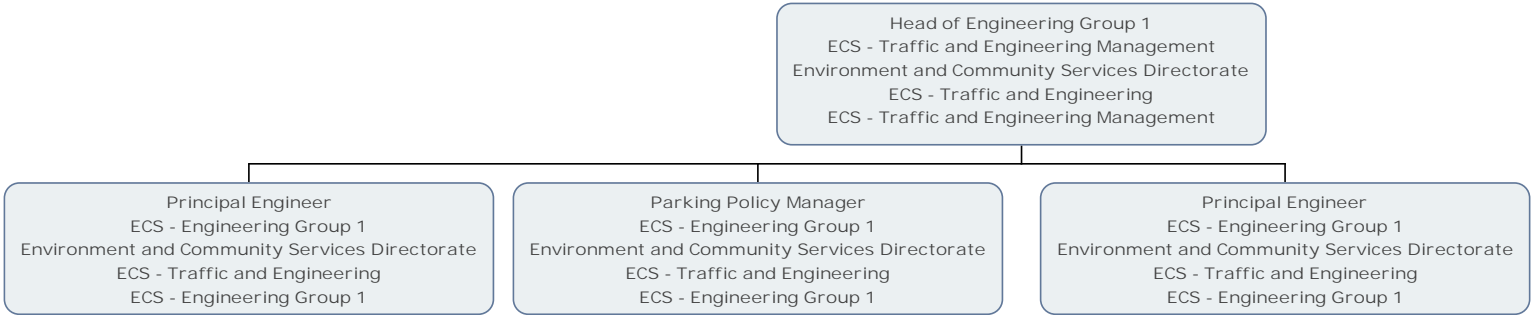 Head of Engineering Group 1
ECS - Traffic and Engineering Management
Environment and Community Services Directorate
ECS - Traffic and Engineering
ECS - Traffic and Engineering Management
Principal Engineer
ECS - Engineering Group 1
Environment and Community Services Directorate
ECS - Traffic and Engineering
ECS - Engineering Group 1
Parking Policy Manager
ECS - Engineering Group 1
Environment and Community Services Directorate
ECS - Traffic and Engineering
ECS - Engineering Group 1
Principal Engineer
ECS - Engineering Group 1
Environment and Community Services Directorate
ECS - Traffic and Engineering
ECS - Engineering Group 1